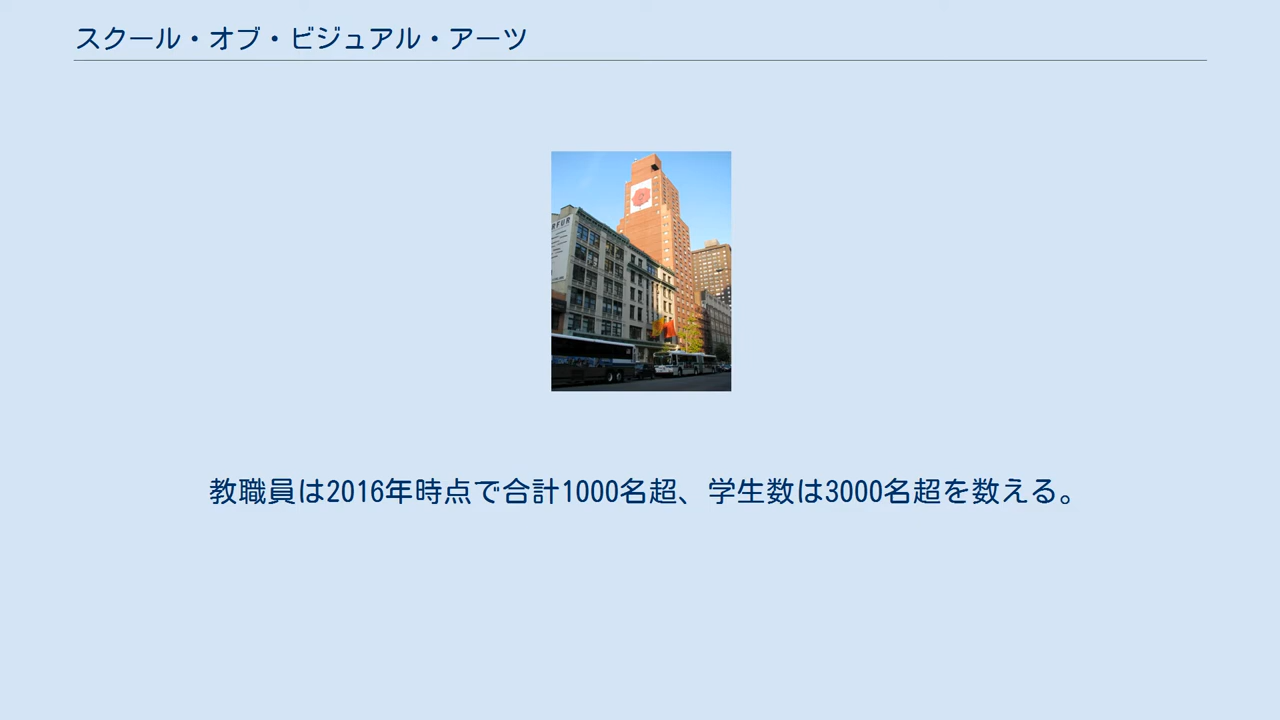 スクール・オブ・ビジュアル・アーツ
教職員は2016年時点で合計1000名超、学生数は3000名超を数える。